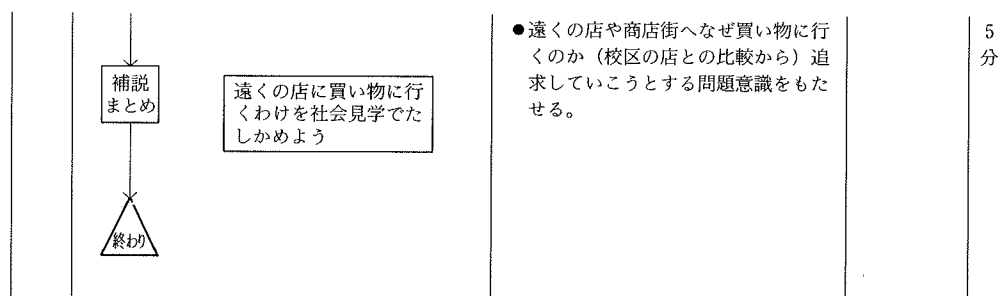 補説
まとめ
終わり
遠くの店に買い物に行
くわけを社会見学でた
しかめよう
●遠くの店や商店街へなぜ買い物に行
くのか（校区の店との比較から）追
求していこうとする問題意識をもた
せる。
5
分